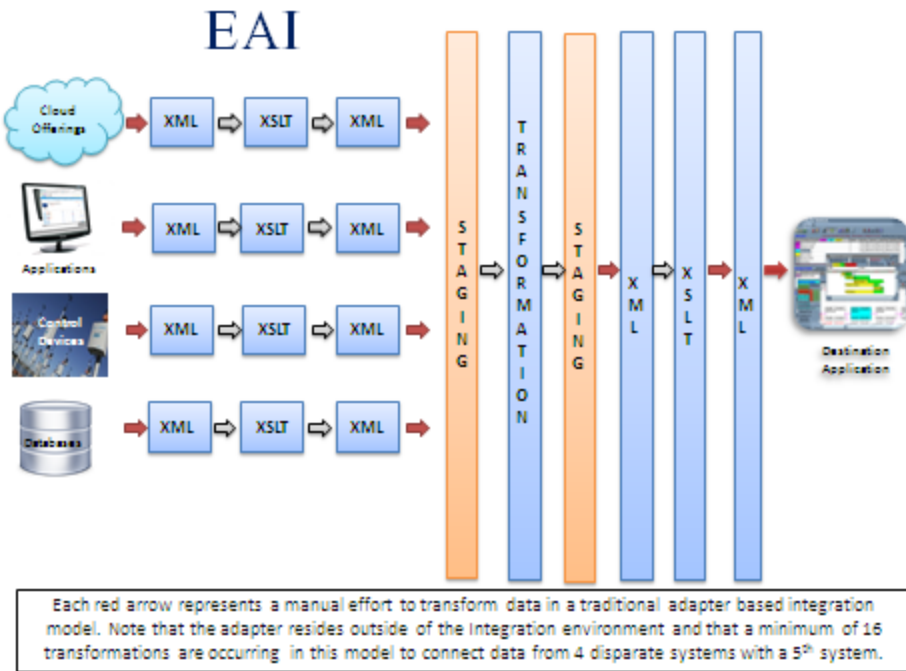 EAI
Cloud
Offerings
XML
XSLT
XML
Applications
XML
XSLT
XML
Control
Devices
XML
XSLT
XML
Databases
XML
XSLT
XML
STAGING
TRANSFORMATION
STAGING
XML
XSLT
XML
Destination
Application
Each red arrow represents a manual effort to transform data in a traditional adapter based integration
model. Note that the adapter resides outside of the Integration environment and that a minimum of 16
transformations are occurring in this model to connect data from 4 disparate systems with a 5th system.